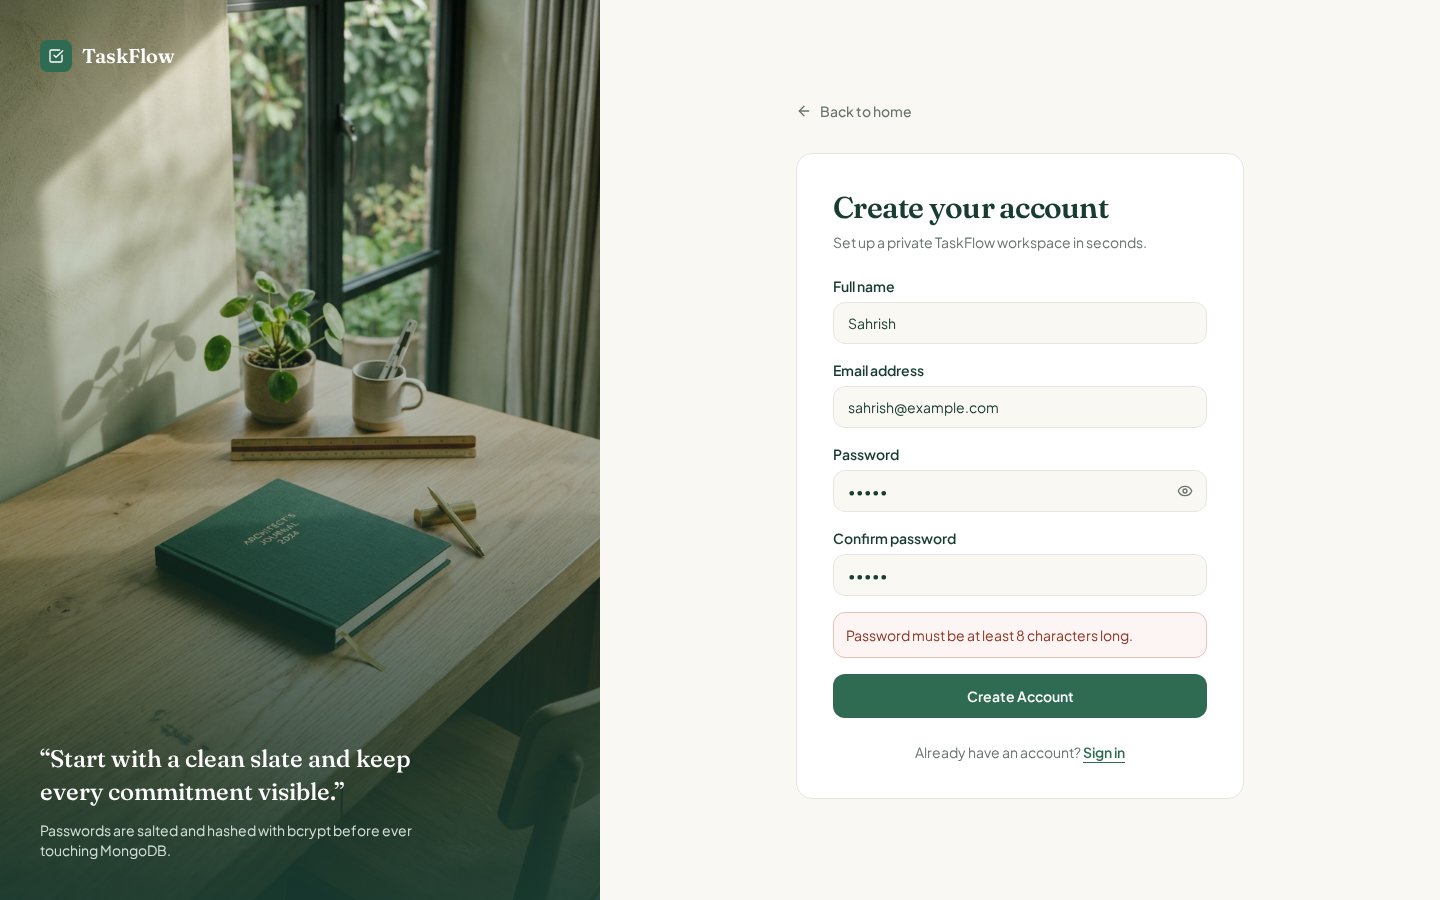 TaskFlow
ARCHITECT'S
JOURNAL
2024
“Start with a clean slate and keep
every commitment visible.”
Passwords are salted and hashed with bcrypt before ever
touching MongoDB.
Back to home
Create your account
Set up a private TaskFlow workspace in seconds.
Full name
Sahrish
Email address
sahrish@example.com
Password
•••••
Confirm password
•••••
Password must be at least 8 characters long.
Create Account
Already have an account? Sign in